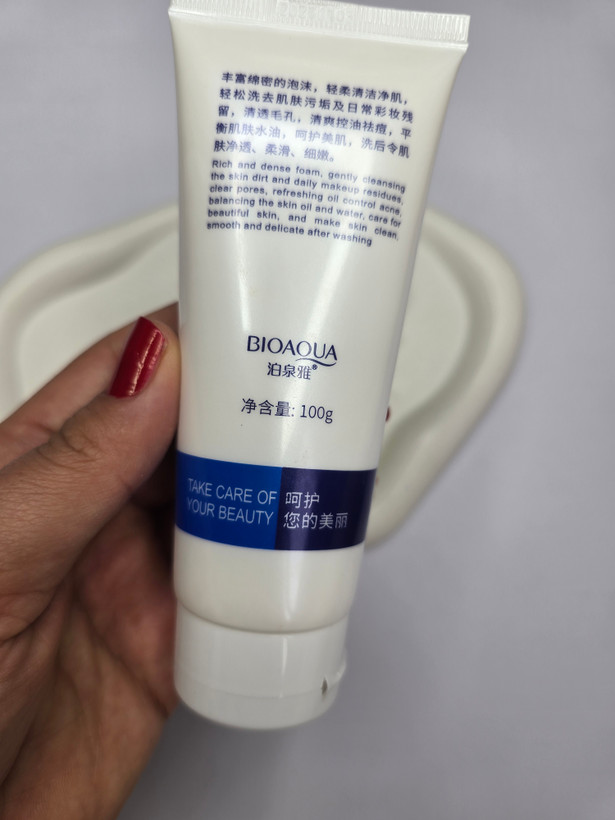 丰富绵密的泡沫，轻柔清洁净肌，
轻松洗去肌肤污垢及日常彩妆残
留，清透毛孔，清爽控油祛痘，平
衡肌肤水油，呵护美肌，洗后令肌
肤净透、柔滑、细嫩。
Rich and dense foam, gently cleansing
the skin dirt and daily makeup residues,
clear pores, refreshing oil control acne,
balancing the skin oil and water, care for
beautiful skin, and make skin clean,
smooth and delicate after washing
BIOAQUA
泊泉雅®
净含量: 100g
TAKE CARE OF 呵护
YOUR BEAUTY 您的美丽